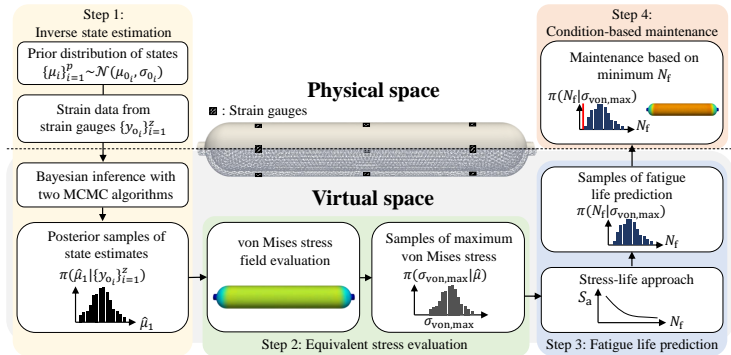 Step 1:
Inverse state estimation
Prior distribution of states
{μᵢ}ᵖᵢ₌₁~𝒩(μ₀ᵢ, σ₀ᵢ)
Strain data from
strain gauges {y₀ᵢ}ᶻᵢ₌₁
Bayesian inference with
two MCMC algorithms
Posterior samples of
state estimates
π(μ̂₁|{y₀ᵢ}ᶻᵢ₌₁)
μ̂₁
Physical space
: Strain gauges
Virtual space
von Mises stress
field evaluation
Samples of maximum
von Mises stress
π(σvon,max|μ̂)
σvon,max
Step 2: Equivalent stress evaluation
Stress-life approach
Sa
Nf
Step 3: Fatigue life prediction
Samples of fatigue
life prediction
π(Nf|σvon,max)
Nf
Step 4:
Condition-based maintenance
Maintenance based on
minimum Nf
π(Nf|σvon,max)
Nf